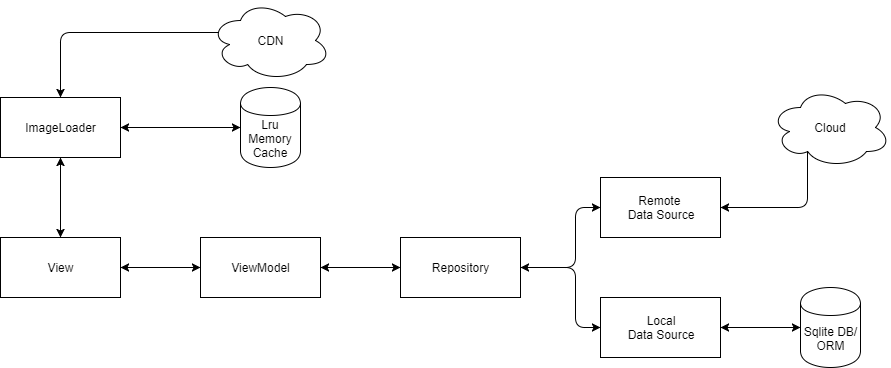 CDN
ImageLoader
Lru
Memory
Cache
Cloud
Remote
Data Source
View
ViewModel
Repository
Local
Data Source
Sqlite DB/
ORM